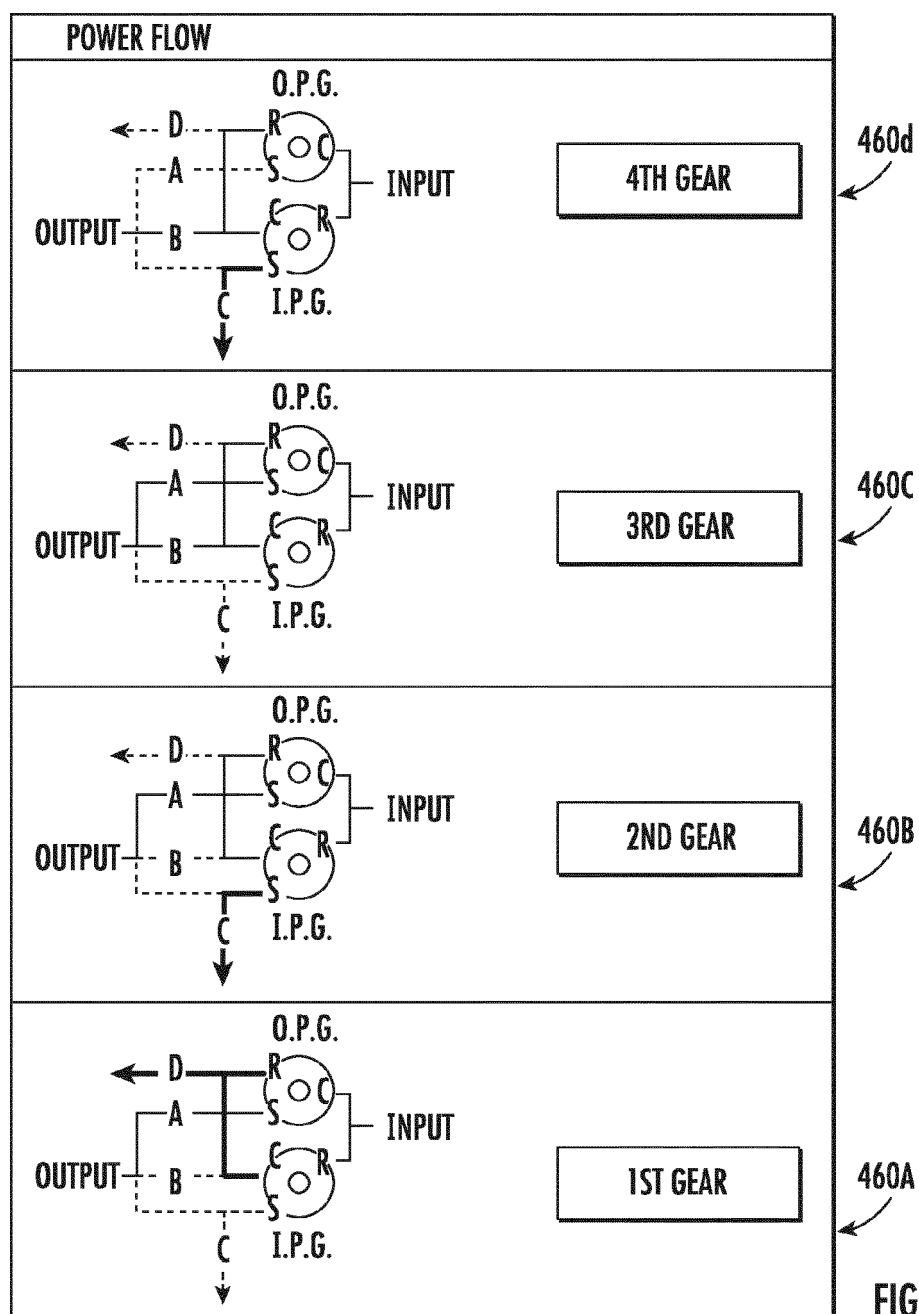 POWER FLOW
O.P.G.
D R
C
A S
INPUT
4TH GEAR
460d
C R
OUTPUT B
S
C I.P.G.
O.P.G.
D R
C
A S
INPUT
3RD GEAR
460C
C R
OUTPUT B
S
C I.P.G.
O.P.G.
D R
C
A S
INPUT
2ND GEAR
460B
C R
OUTPUT B
S
C I.P.G.
O.P.G.
D R
C
A S
INPUT
1ST GEAR
460A
C R
OUTPUT B
S
C I.P.G.
FIG